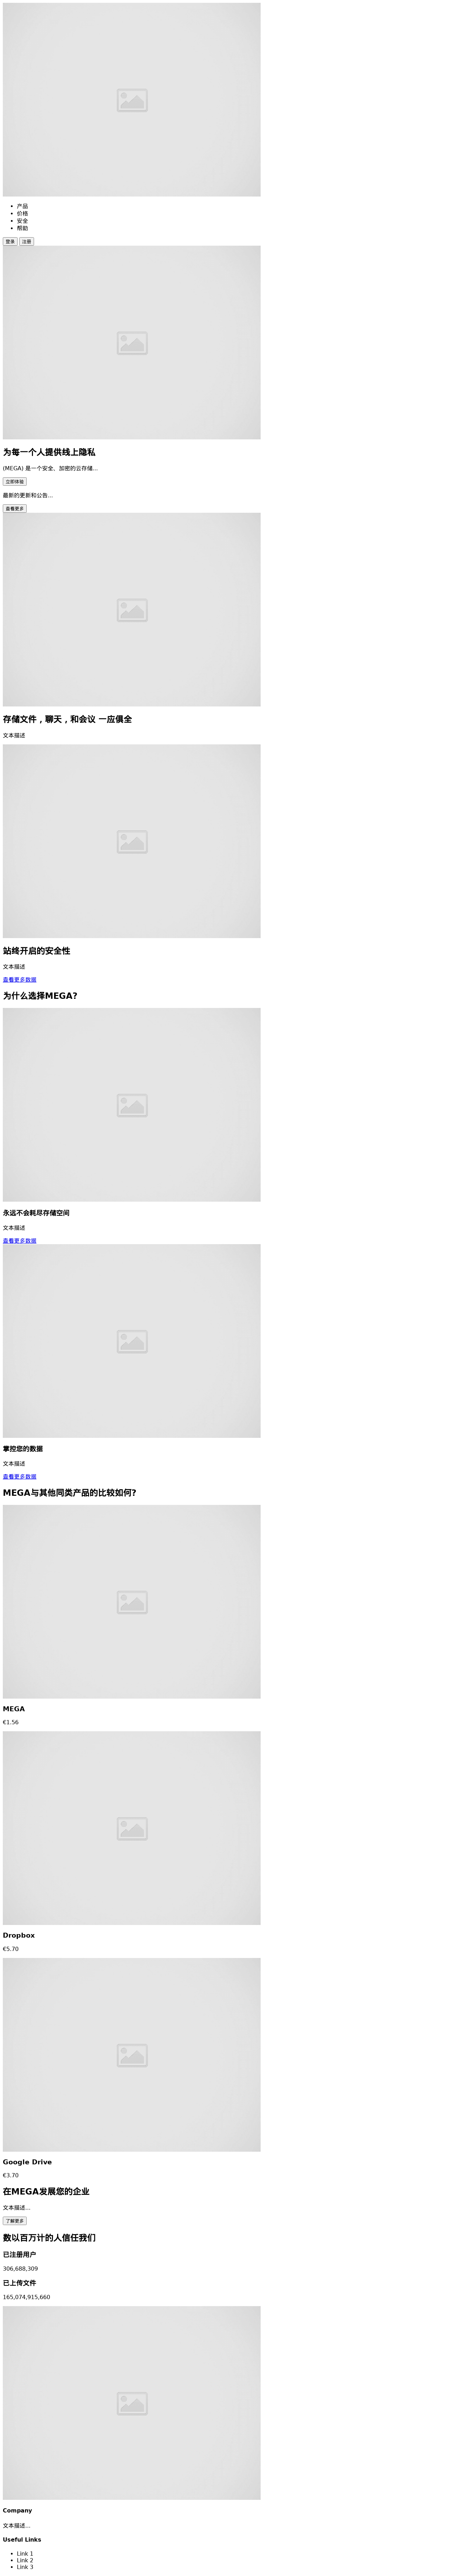 产品
价格
安全
帮助
登录 注册
为每一个人提供线上隐私
(MEGA) 是一个安全、加密的云存储...
立即体验
最新的更新和公告...
查看更多
存储文件，聊天，和会议 一应俱全
文本描述
站终开启的安全性
文本描述
查看更多数据
为什么选择MEGA?
永远不会耗尽存储空间
文本描述
查看更多数据
掌控您的数据
文本描述
查看更多数据
MEGA与其他同类产品的比较如何?
MEGA
€1.56
Dropbox
€5.70
Google Drive
€3.70
在MEGA发展您的企业
文本描述...
了解更多
数以百万计的人信任我们
已注册用户
306,688,309
已上传文件
165,074,915,660
Company
文本描述...
Useful Links
Link 1
Link 2
Link 3